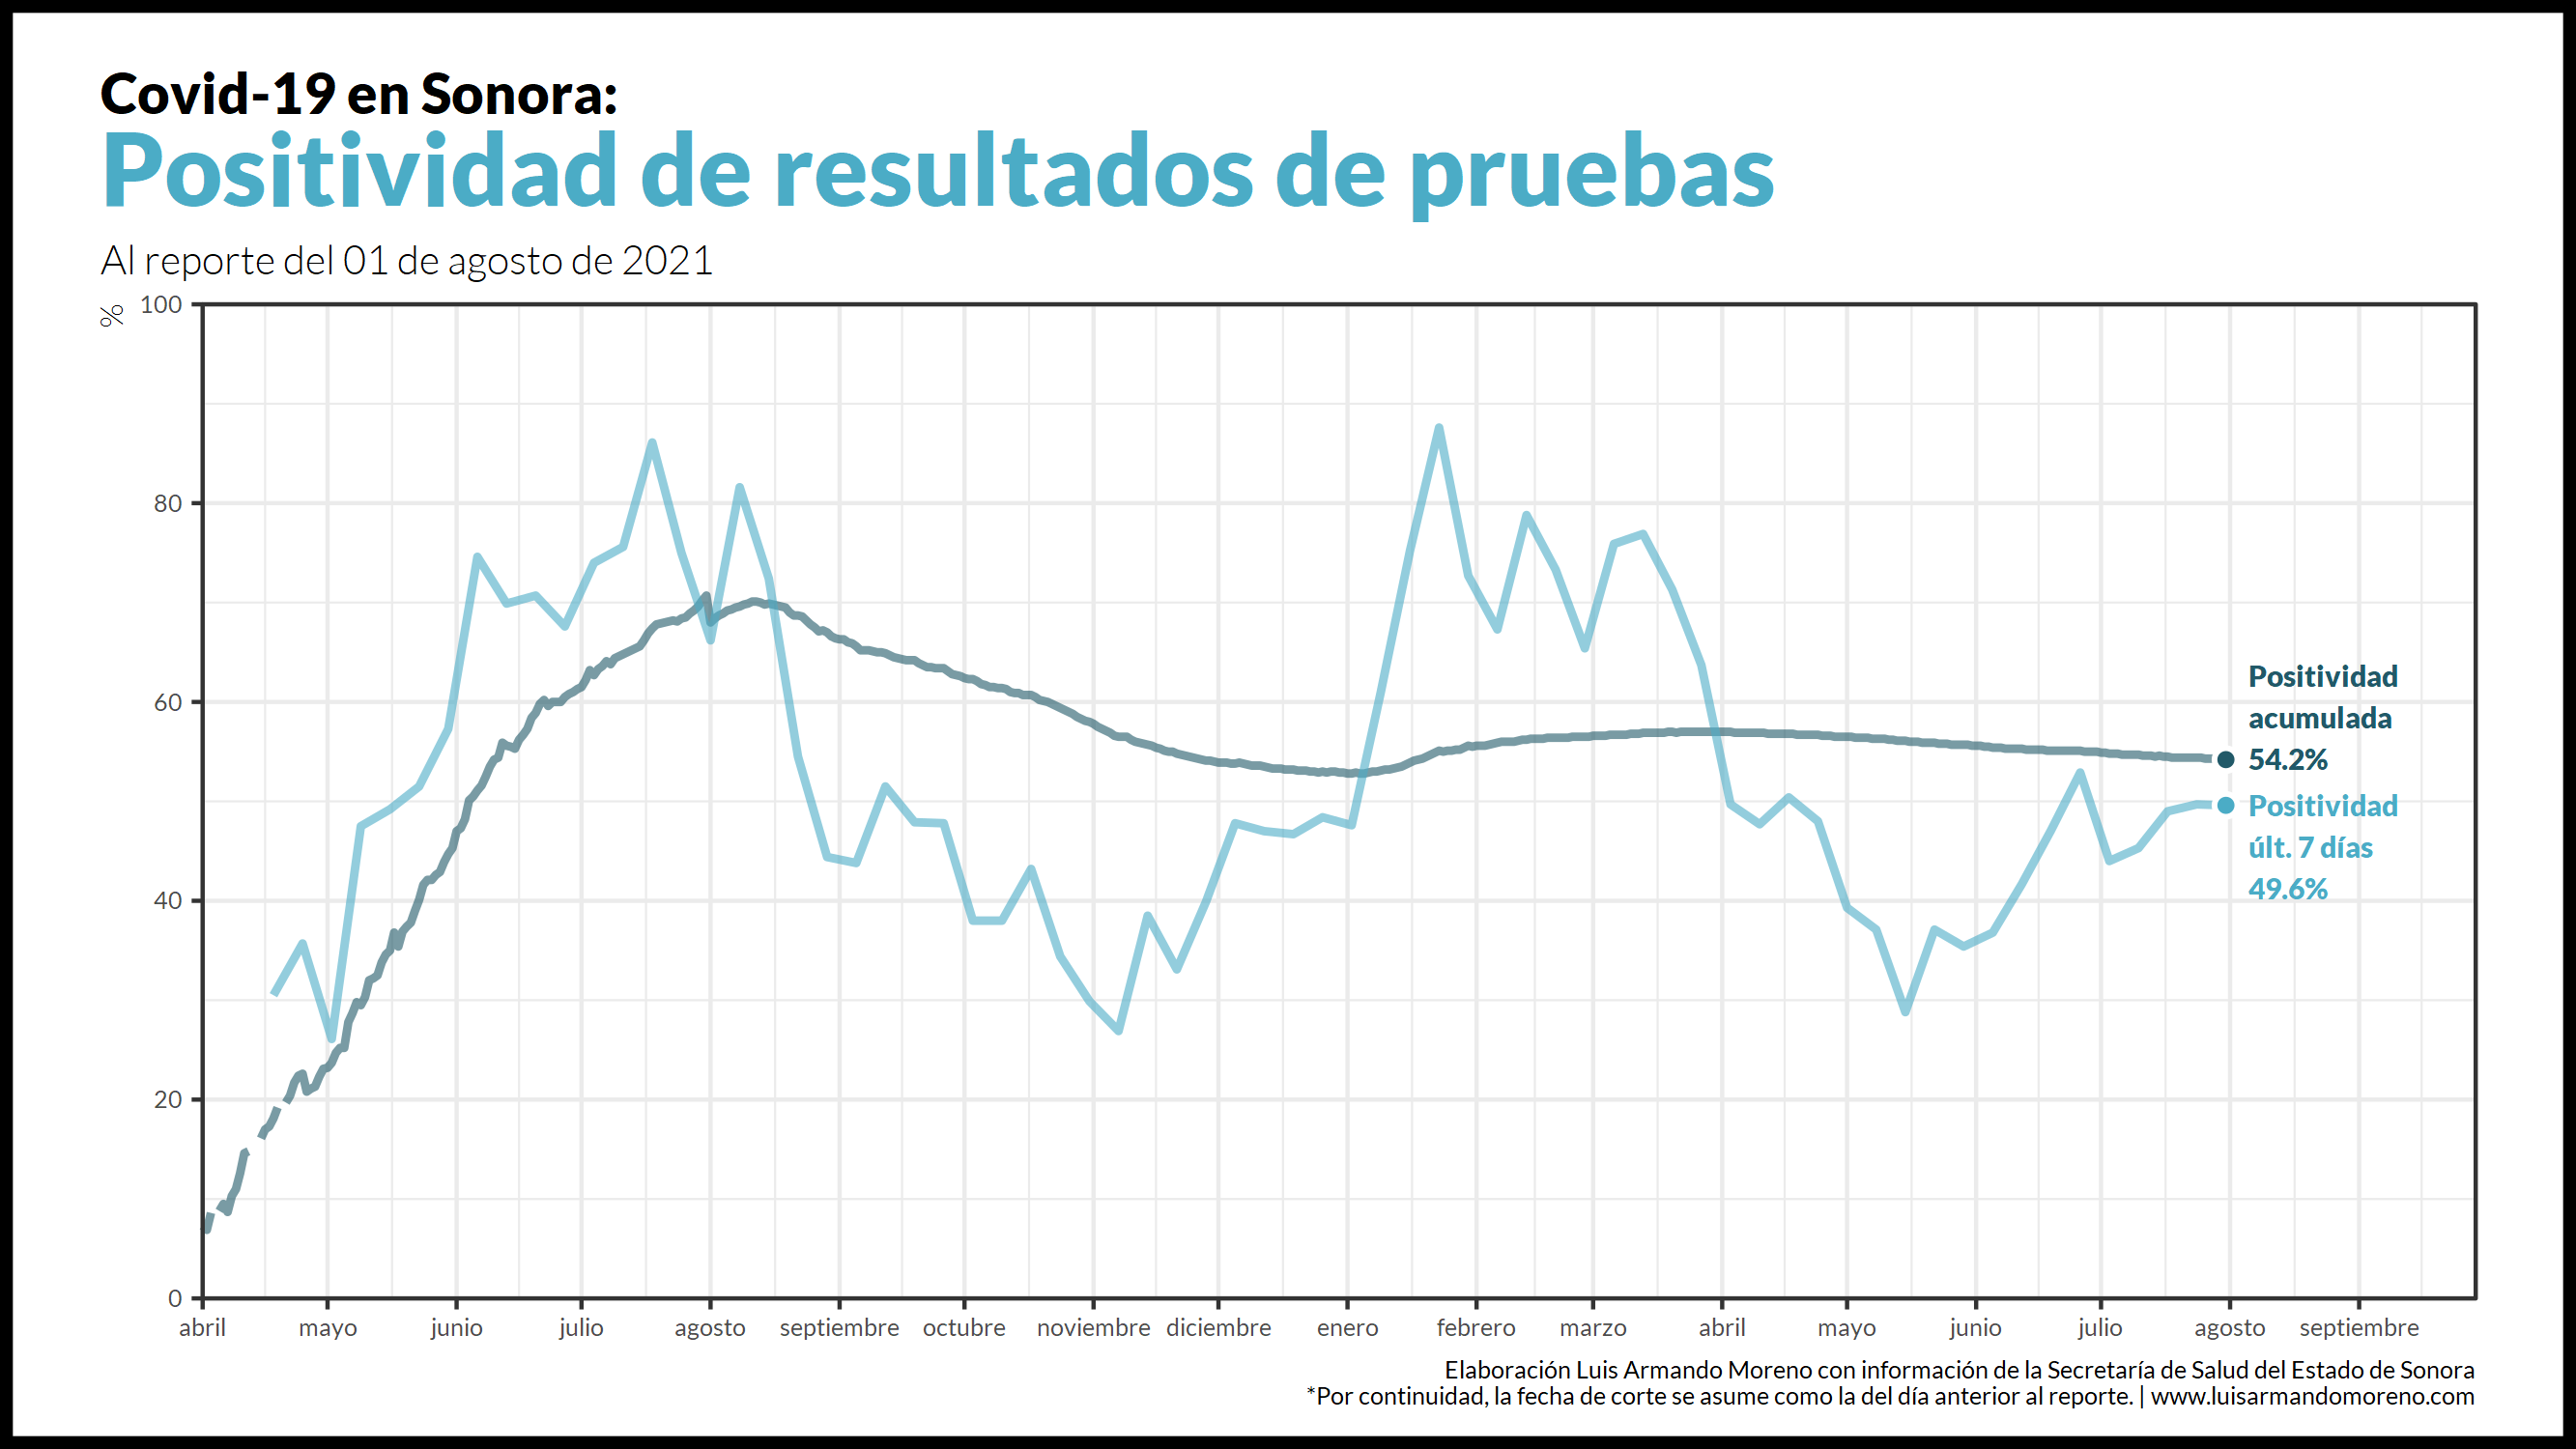 Covid-19 en Sonora:
Positividad de resultados de pruebas
Al reporte del 01 de agosto de 2021
%
100
80
60
40
20
0
Positividad
acumulada
54.2%
Positividad
últ. 7 días
49.6%
abril mayo junio julio agosto septiembre octubre noviembre diciembre enero febrero marzo abril mayo junio julio agosto septiembre
Elaboración Luis Armando Moreno con información de la Secretaría de Salud del Estado de Sonora
*Por continuidad, la fecha de corte se asume como la del día anterior al reporte. | www.luisarmandomoreno.com